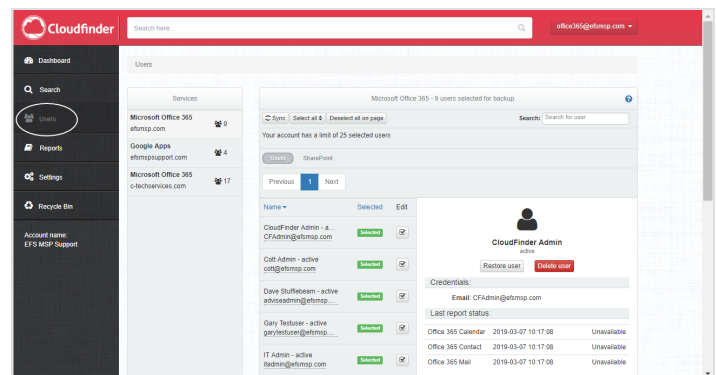 Cloudfinder
Search here...
office365@efsmsp.com
Dashboard
Search
Users
Reports
Settings
Recycle Bin
Account name:
EFS MSP Support
Users
Services
Microsoft Office 365
efsmsp.com
9
Google Apps
efsmspsupport.com
4
Microsoft Office 365
c-techservices.com
17
Microsoft Office 365 - 9 users selected for backup.
Sync Select all Deselect all on page
Search: Search for user
Your account has a limit of 25 selected users
Users SharePoint
Previous 1 Next
Name Selected Edit
CloudFinder Admin - a...
CFAdmin@efsmsp.com
Selected
Cott Admin - active
cott@efsmsp.com
Selected
Dave Stufflebeam - active
adviseadmin@efsmsp....
Selected
Gary Testuser - active
garytestuser@efsmsp....
Selected
IT Admin - active
itadmin@efsmsp.com
Selected
CloudFinder Admin
active
Restore user Delete user
Credentials:
Email: CFAdmin@efsmsp.com
Last report status:
Office 365 Calendar 2019-03-07 10:17:08 Unavailable
Office 365 Contact 2019-03-07 10:17:08 Unavailable
Office 365 Mail 2019-03-07 10:17:08 Unavailable